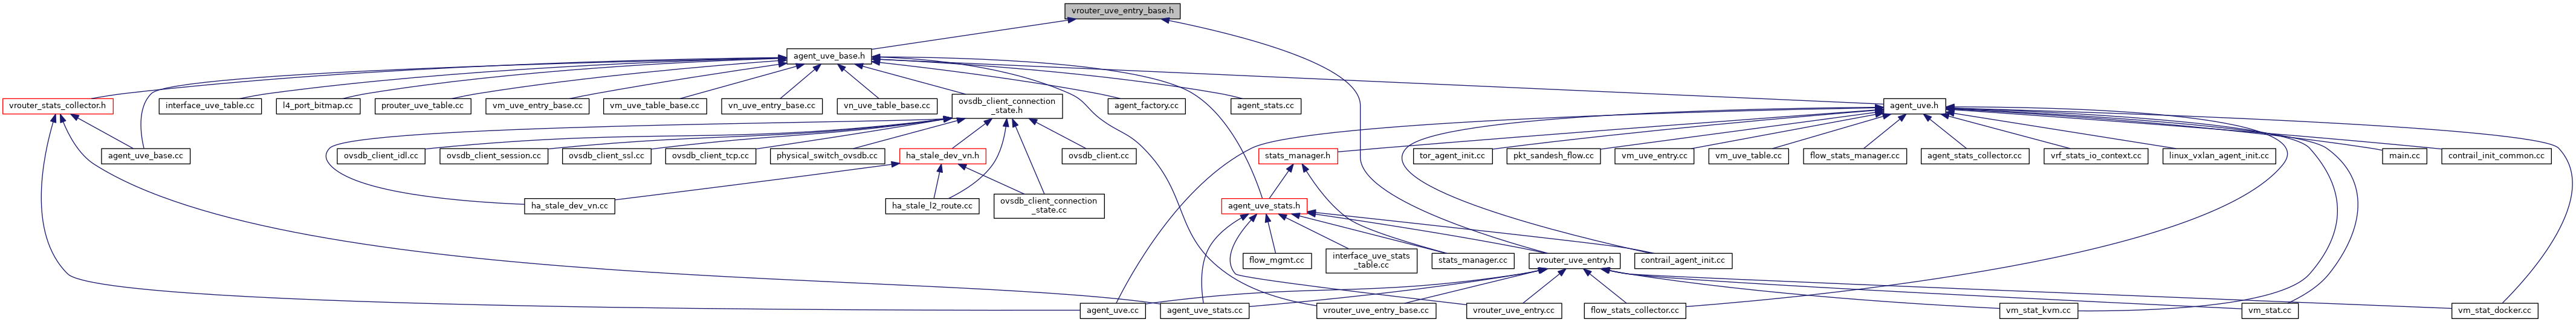 vrouter_uve_entry_base.h
agent_uve_base.h
vrouter_stats_collector.h
interface_uve_table.cc
l4_port_bitmap.cc
prouter_uve_table.cc
vm_uve_entry_base.cc
vm_uve_table_base.cc
vn_uve_entry_base.cc
vn_uve_table_base.cc
ovsdb_client_connection
_state.h
agent_factory.cc
agent_stats.cc
agent_uve.h
agent_uve_base.cc
ovsdb_client_idl.cc
ovsdb_client_session.cc
ovsdb_client_ssl.cc
ovsdb_client_tcp.cc
physical_switch_ovsdb.cc
ha_stale_dev_vn.h
ovsdb_client.cc
stats_manager.h
tor_agent_init.cc
pkt_sandesh_flow.cc
vm_uve_entry.cc
vm_uve_table.cc
flow_stats_manager.cc
agent_stats_collector.cc
vrf_stats_io_context.cc
linux_vxlan_agent_init.cc
main.cc
contrail_init_common.cc
ha_stale_dev_vn.cc
ha_stale_l2_route.cc
ovsdb_client_connection
_state.cc
agent_uve_stats.h
flow_mgmt.cc
interface_uve_stats
_table.cc
stats_manager.cc
vrouter_uve_entry.h
contrail_agent_init.cc
agent_uve.cc
agent_uve_stats.cc
vrouter_uve_entry_base.cc
vrouter_uve_entry.cc
flow_stats_collector.cc
vm_stat_kvm.cc
vm_stat.cc
vm_stat_docker.cc